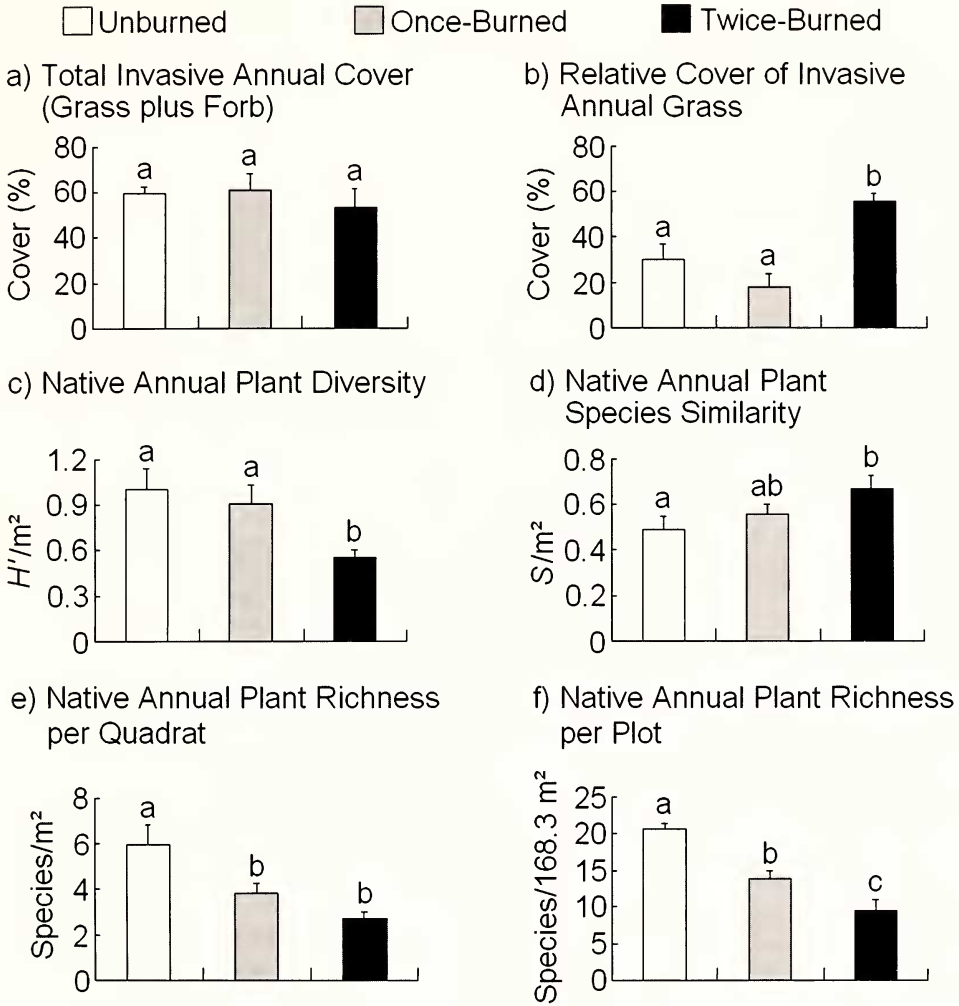 Unburned Once-Burned Twice-Burned
a) Total Invasive Annual Cover
(Grass plus Forb)
Cover (%)
80
60
40
20
0
a a a
b) Relative Cover of Invasive
Annual Grass
Cover (%)
80
60
40
20
0
a a b
c) Native Annual Plant Diversity
H'/m²
1.2
0.9
0.6
0.3
0
a a b
d) Native Annual Plant
Species Similarity
S/m²
0.8
0.6
0.4
0.2
0
a ab b
e) Native Annual Plant Richness
per Quadrat
Species/m²
8
6
4
2
0
a b b
f) Native Annual Plant Richness
per Plot
Species/168.3 m²
25
20
15
10
5
0
a b c